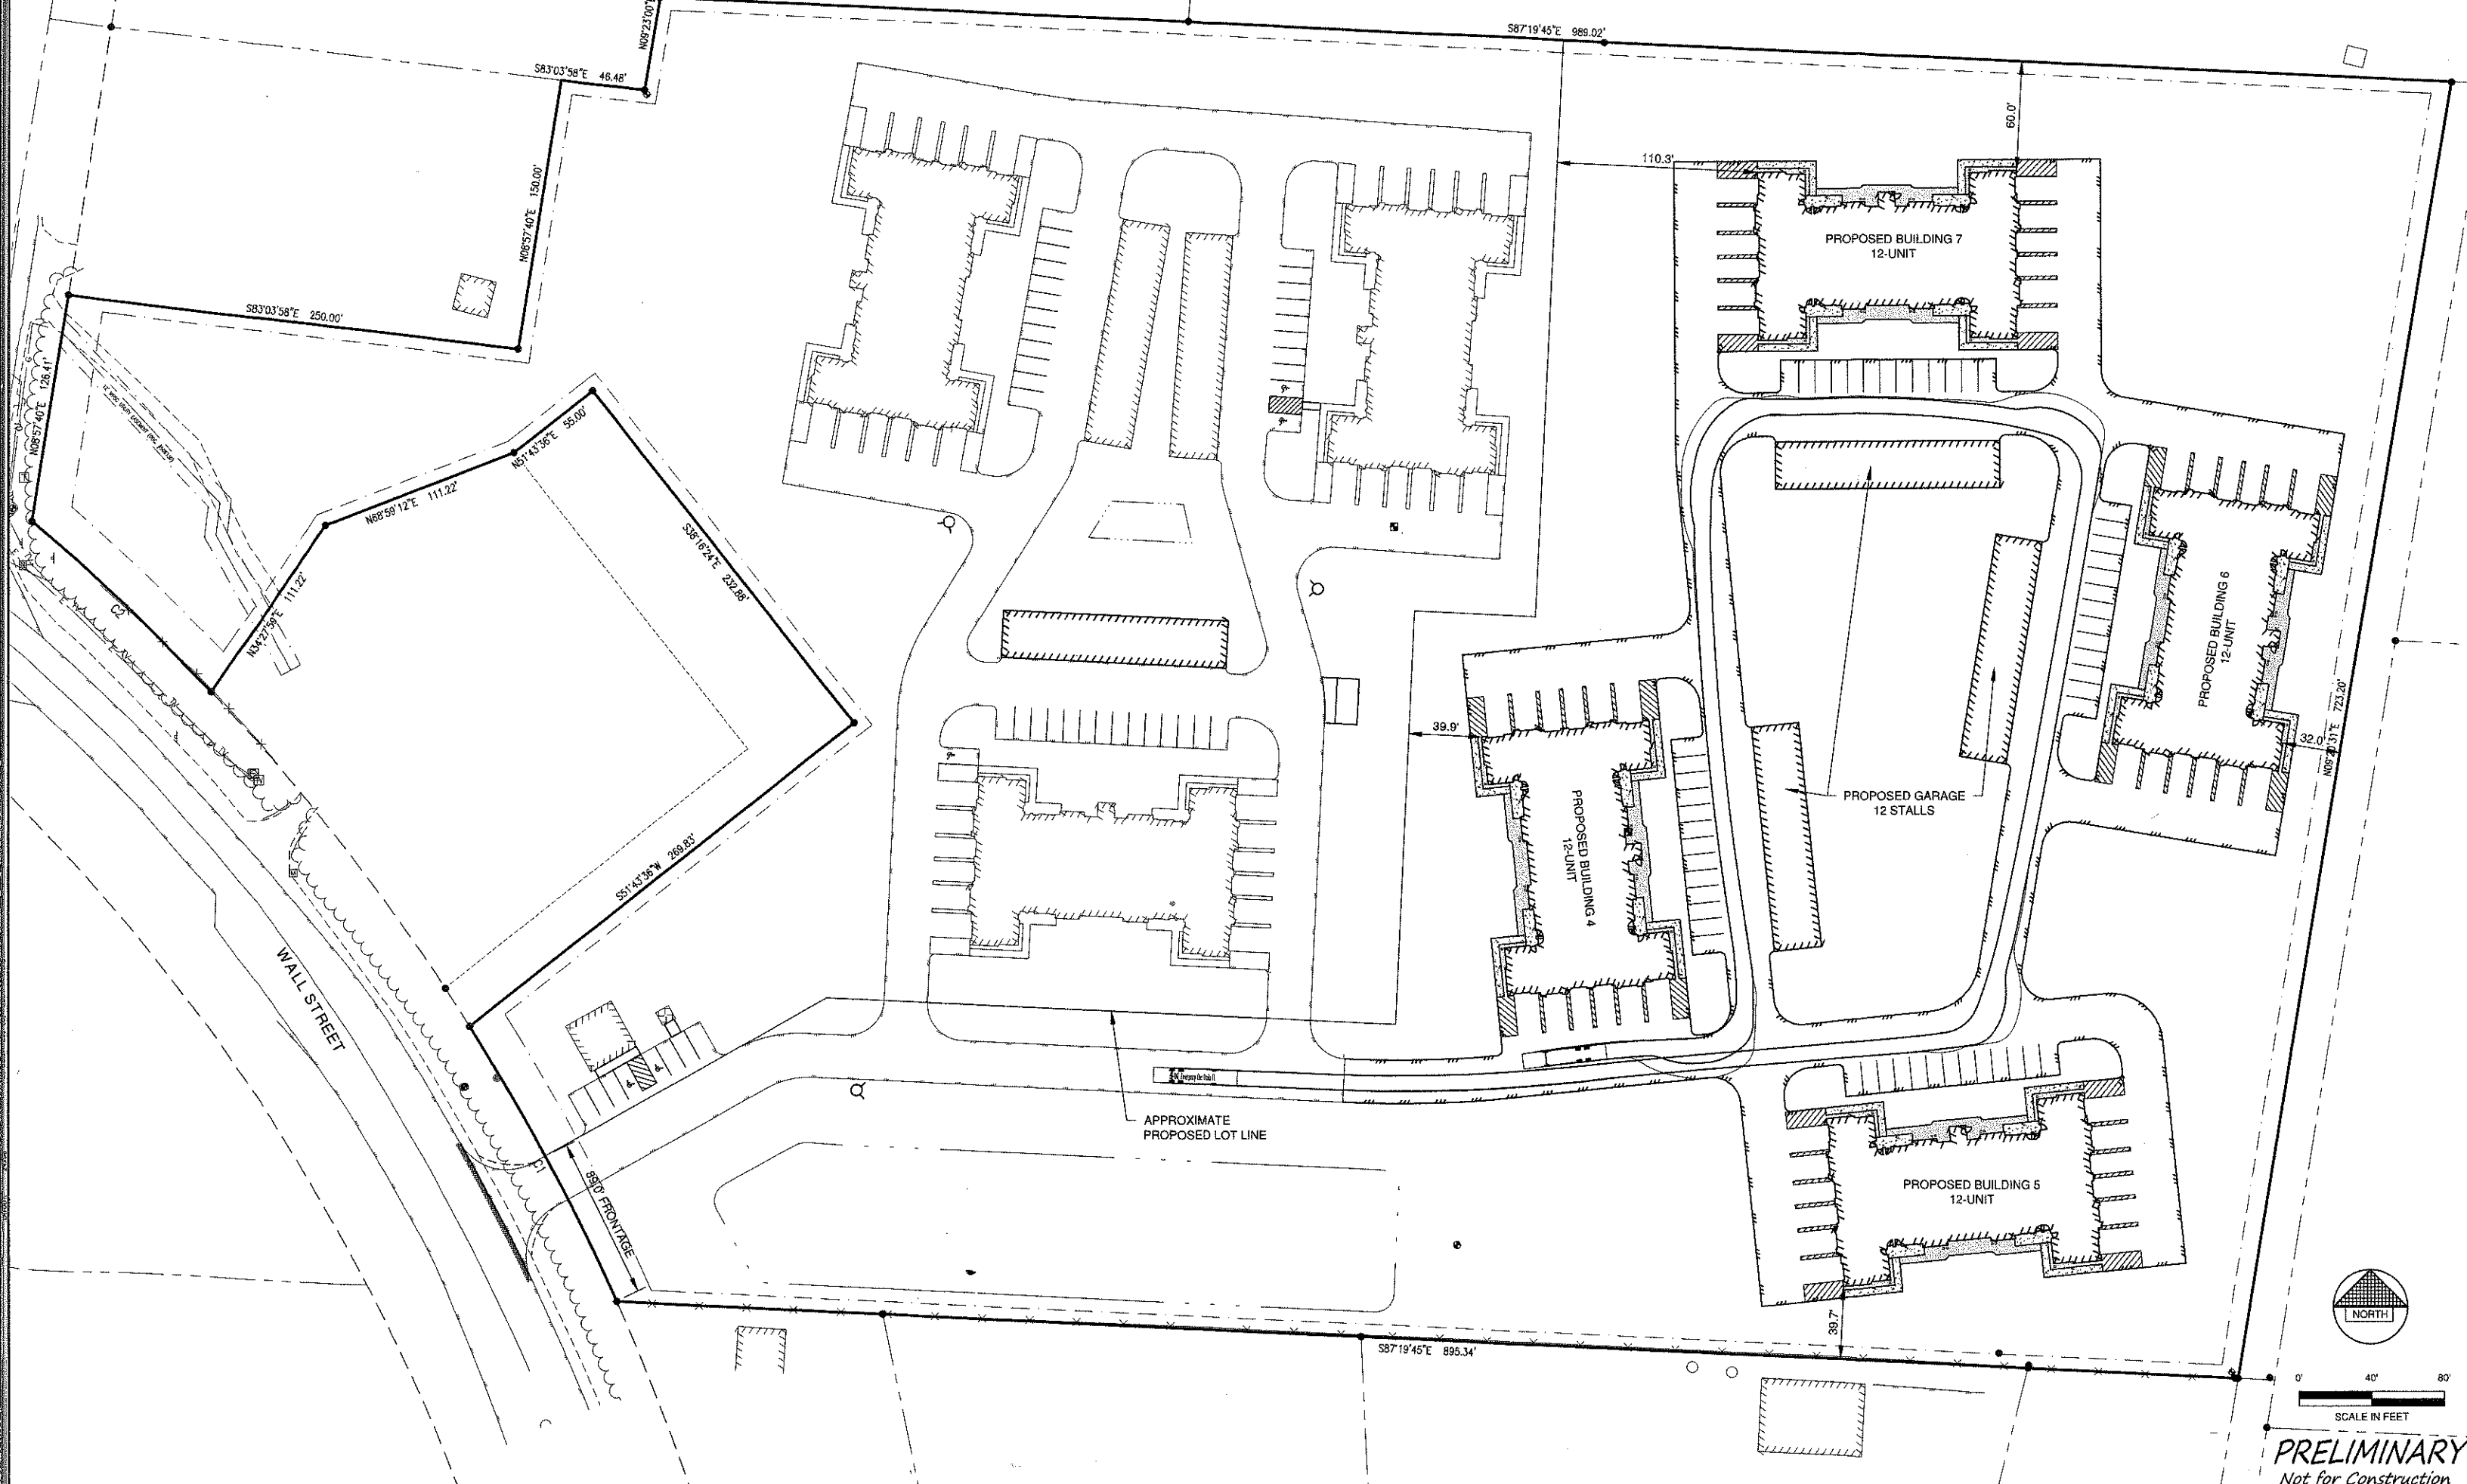 N09°23'00"
S87°19'45"E 989.02'
S83°03'58"E 46.48'
N08°57'40"E 150.00'
60.0'
110.3'
PROPOSED BUILDING 7
12-UNIT
S83°03'58"E 250.00'
N08°57'40"E 126.41'
N51°43'36"E 55.00'
N68°59'12"E 111.22'
S38°16'24"E 232.88'
N34°27'59"E 111.22'
C2
PROPOSED BUILDING 6
12-UNIT
39.9'
32.0'
N09°20'31"E 723.20'
PROPOSED GARAGE
12 STALLS
PROPOSED BUILDING 4
12-UNIT
S51°43'36"W 269.83'
WALL STREET
APPROXIMATE
PROPOSED LOT LINE
C1
89.0' FRONTAGE
PROPOSED BUILDING 5
12-UNIT
39.7'
S87°19'45"E 895.34'
NORTH
0' 40' 80'
SCALE IN FEET
PRELIMINARY
Not for Construction